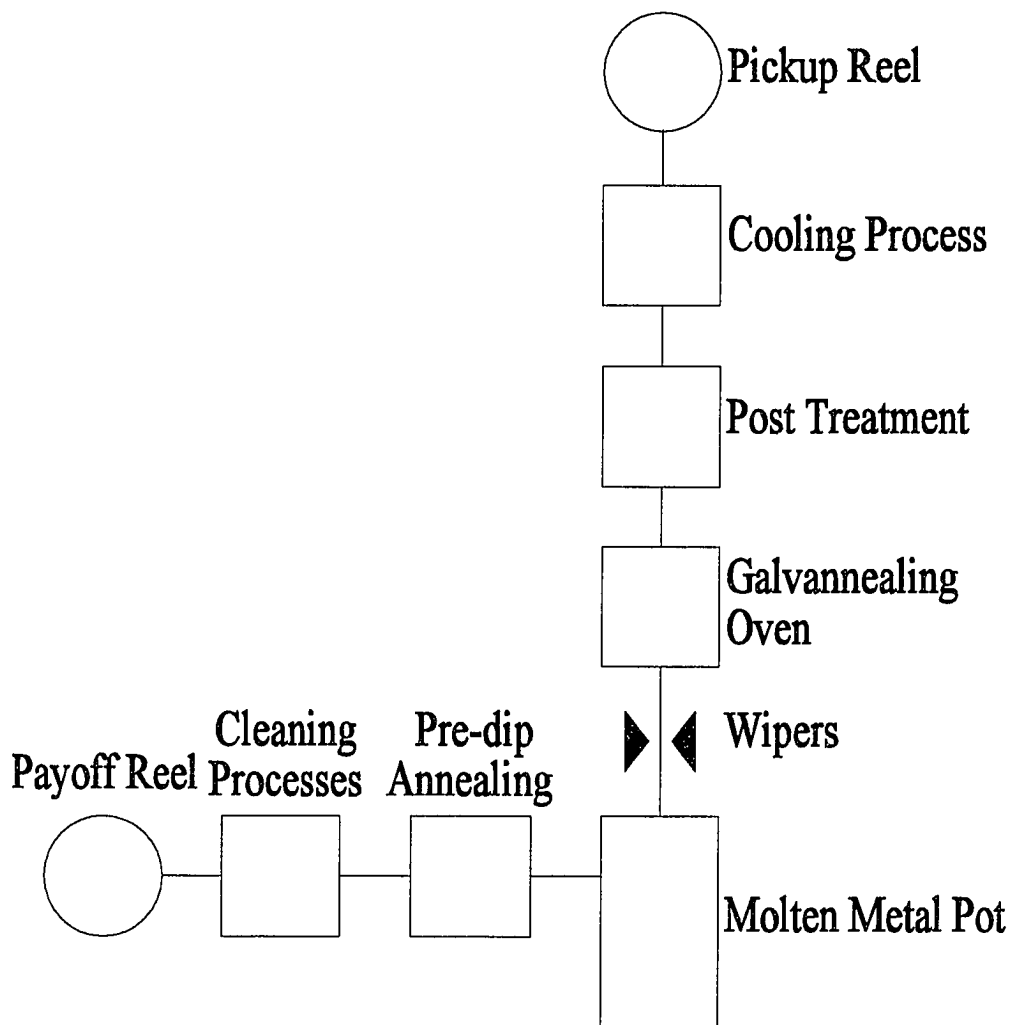 Pickup Reel
Cooling Process
Post Treatment
Galvannealing
Oven
Wipers
Cleaning
Processes
Pre-dip
Annealing
Payoff Reel
Molten Metal Pot